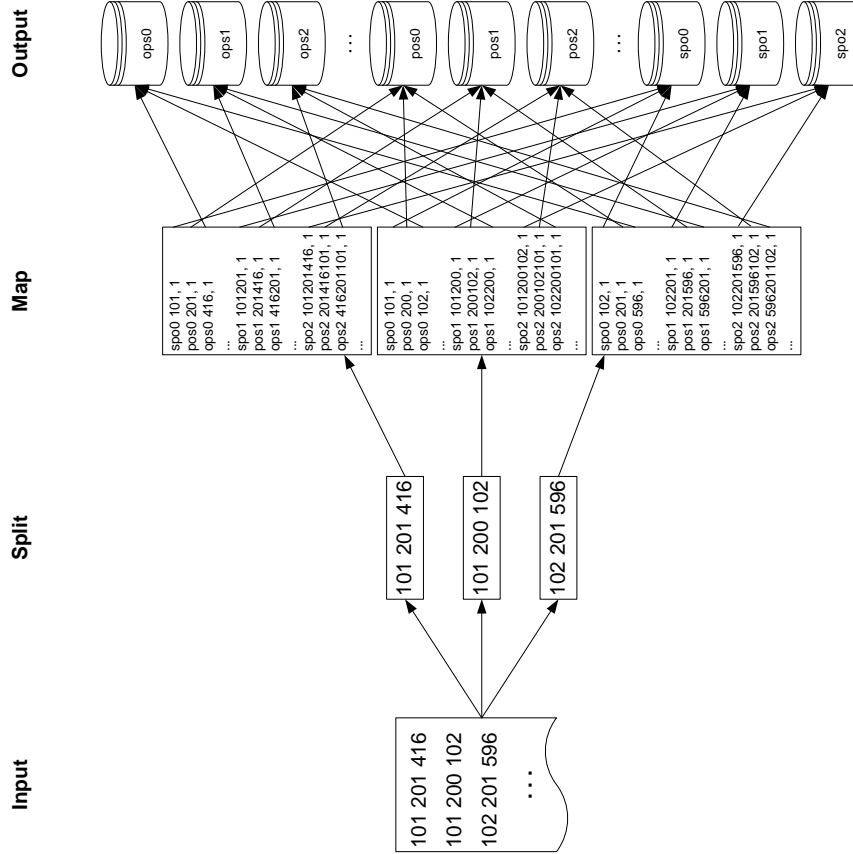 Input
Split
Map
Output
101 201 416
101 200 102
102 201 596
...
101 201 416
101 200 102
102 201 596
spo0 101, 1
pos0 201, 1
ops0 416, 1
...
spo1 101201, 1
pos1 201416, 1
ops1 416201, 1
...
spo2 101201416, 1
pos2 201416101, 1
ops2 416201101, 1
...
spo0 101, 1
pos0 200, 1
ops0 102, 1
...
spo1 101200, 1
pos1 200102, 1
ops1 102200, 1
...
spo2 101200102, 1
pos2 200102101, 1
ops2 102200101, 1
...
spo0 102, 1
pos0 201, 1
ops0 596, 1
...
spo1 102201, 1
pos1 201596, 1
ops1 596201, 1
...
spo2 102201596, 1
pos2 201596102, 1
ops2 596201102, 1
...
ops0
ops1
ops2
...
pos0
pos1
pos2
...
spo0
spo1
spo2